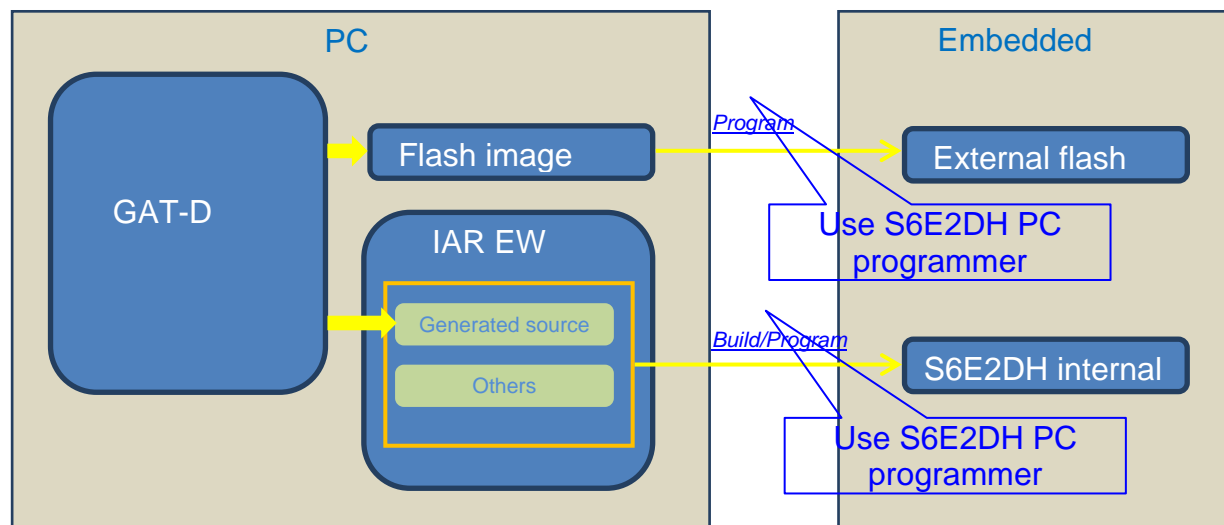 PC
Embedded
GAT-D
Flash image
Program
External flash
Use S6E2DH PC
programmer
IAR EW
Generated source
Others
Build/Program
S6E2DH internal
Use S6E2DH PC
programmer